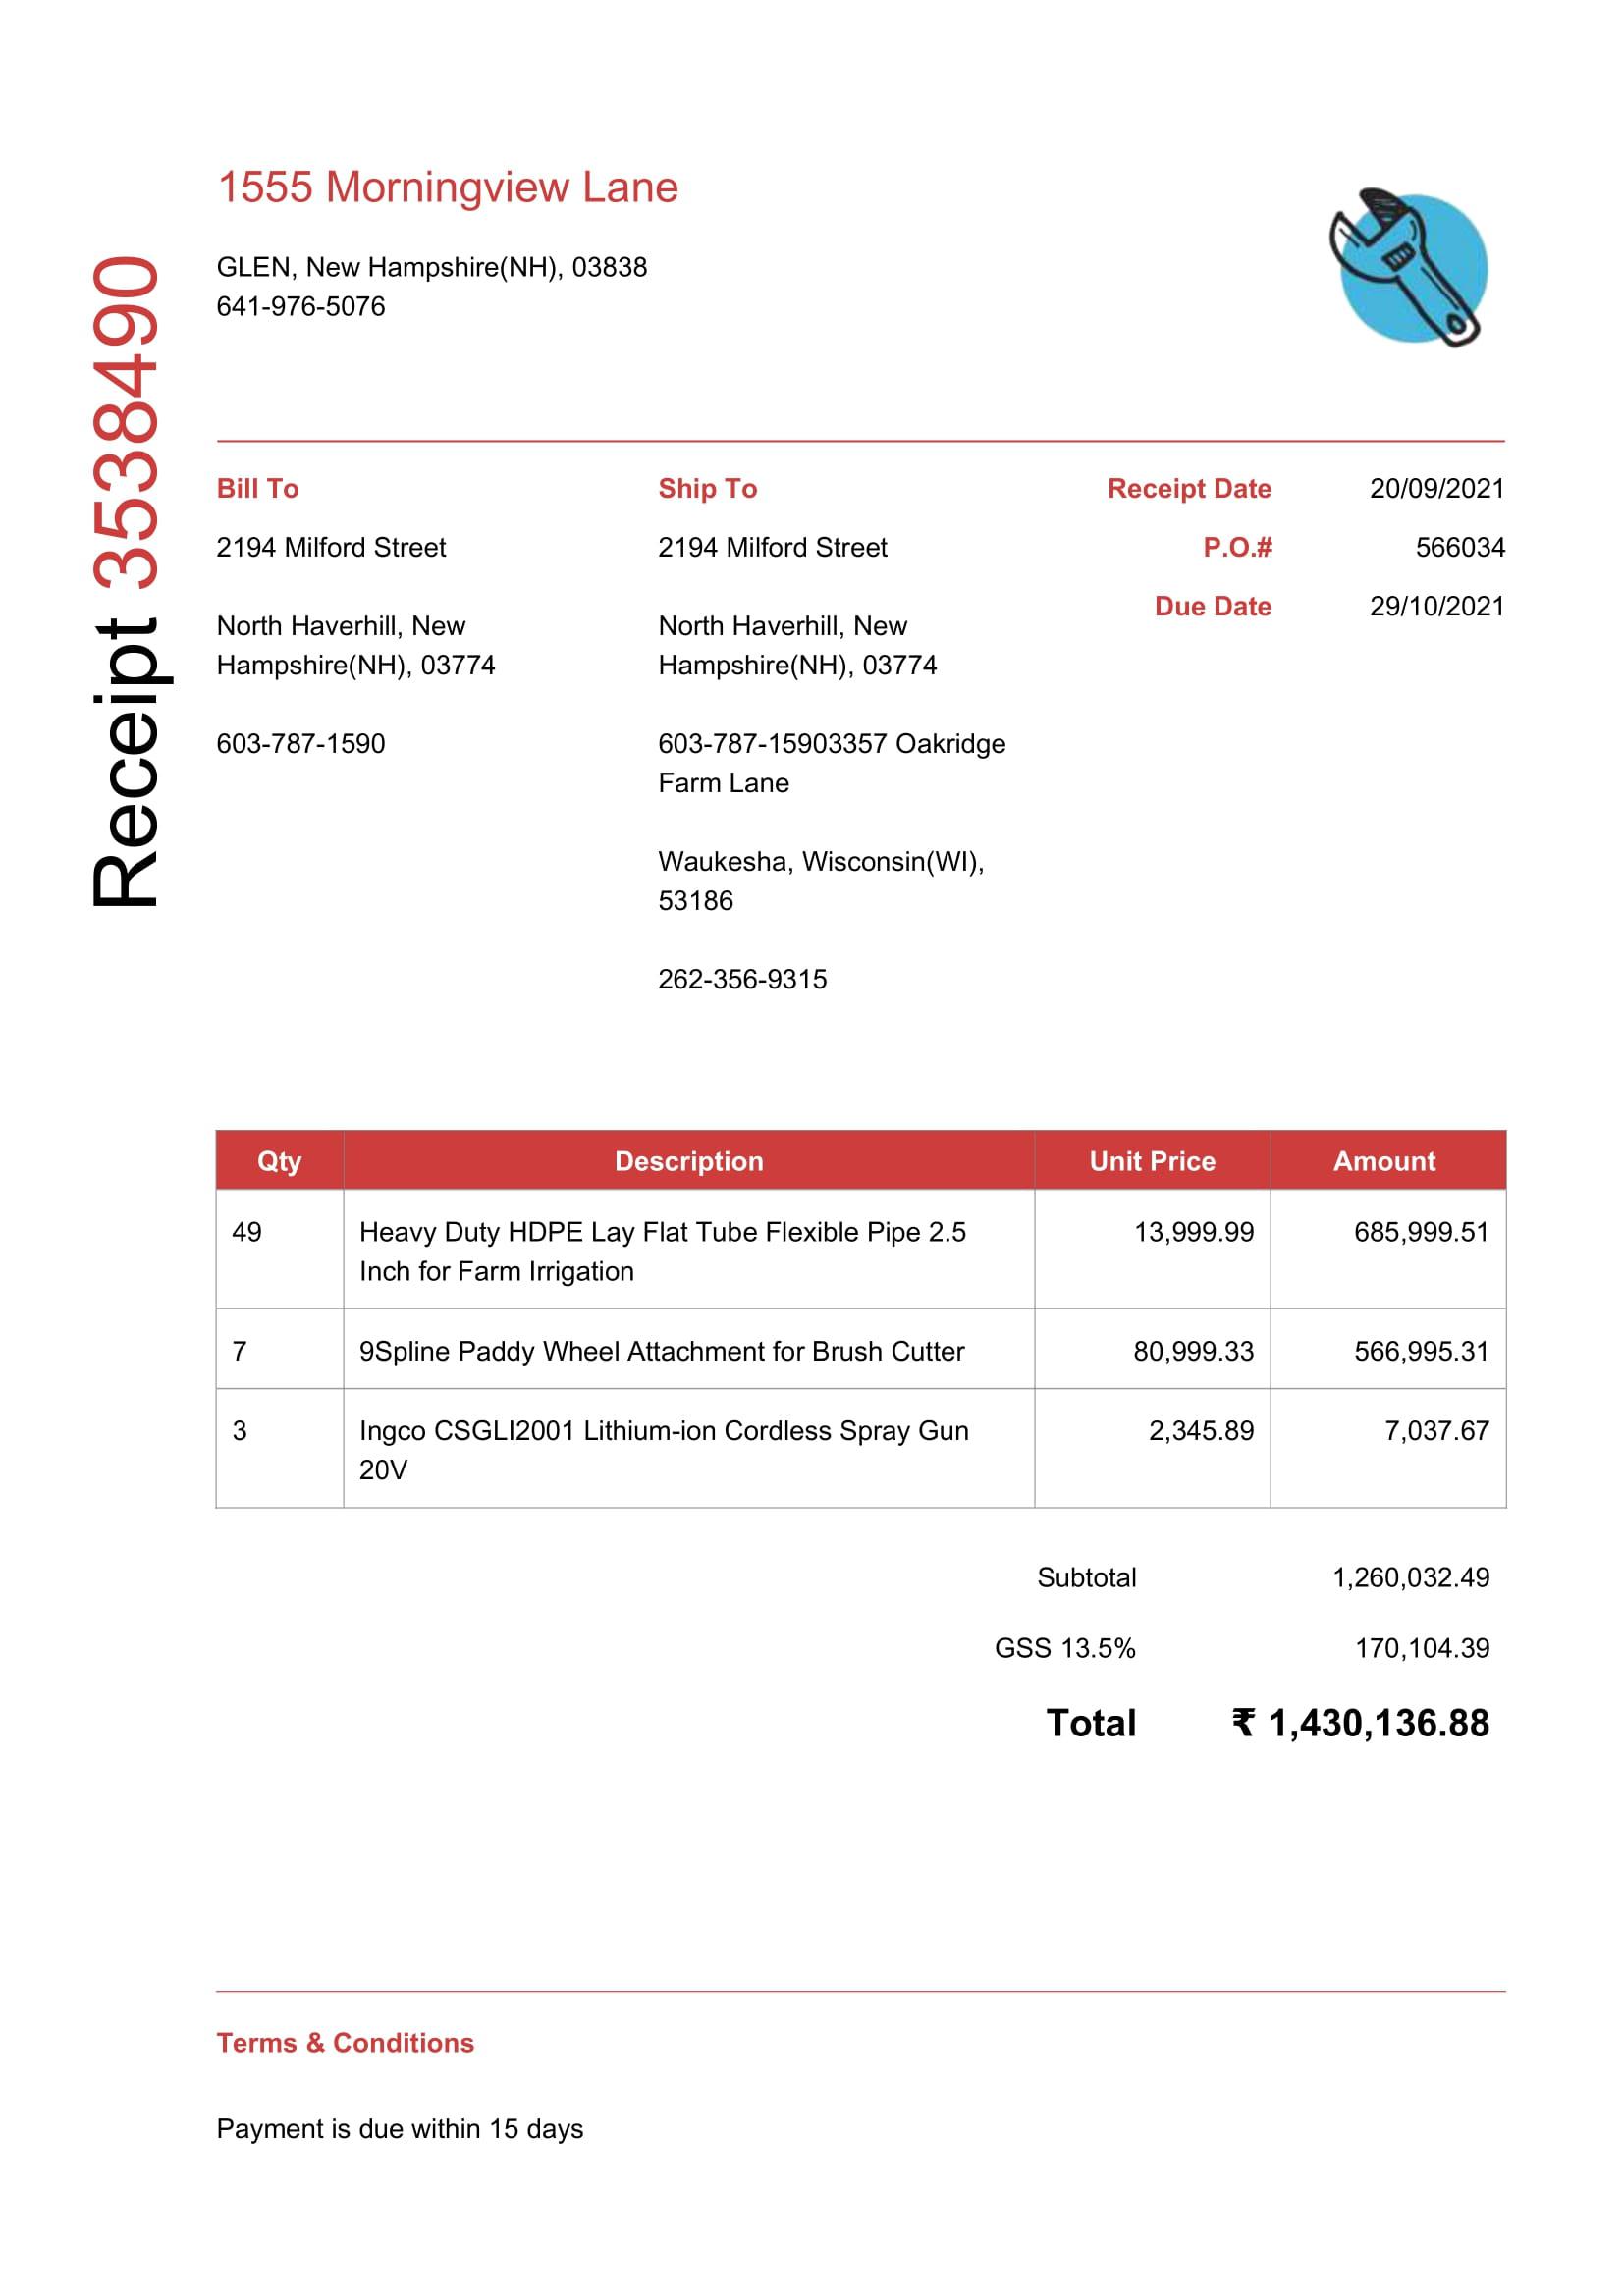 Receipt 3538490
1555 Morningview Lane
GLEN, New Hampshire(NH), 03838
641-976-5076
Bill To
2194 Milford Street
North Haverhill, New
Hampshire(NH), 03774
603-787-1590
Ship To
2194 Milford Street
North Haverhill, New
Hampshire(NH), 03774
603-787-15903357 Oakridge
Farm Lane
Waukesha, Wisconsin(WI),
53186
262-356-9315
Receipt Date 20/09/2021
P.O.# 566034
Due Date 29/10/2021
Qty Description Unit Price Amount
49 Heavy Duty HDPE Lay Flat Tube Flexible Pipe 2.5 13,999.99 685,999.51
Inch for Farm Irrigation
7 9Spline Paddy Wheel Attachment for Brush Cutter 80,999.33 566,995.31
3 Ingco CSGLI2001 Lithium-ion Cordless Spray Gun 2,345.89 7,037.67
20V
Subtotal 1,260,032.49
GSS 13.5% 170,104.39
Total ₹ 1,430,136.88
Terms & Conditions
Payment is due within 15 days